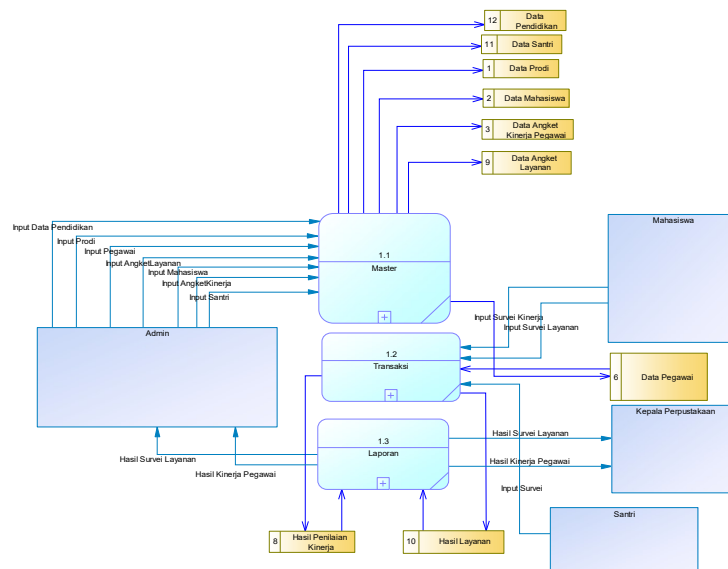 12 Data
Pendidikan
11 Data Santri
1 Data Prodi
2 Data Mahasiswa
3 Data Angket
Kinerja Pegawai
9 Data Angket
Layanan
Input Data Pendidikan
Input Prodi
Input Pegawai
Input AngketLayanan
Input Mahasiswa
Input AngketKinerja
Input Santri
1.1
Master
Mahasiswa
Input Survei Kinerja
Input Survei Layanan
Admin
1.2
Transaksi
6 Data Pegawai
Kepala Perpustakaan
1.3
Laporan
Hasil Survei Layanan
Hasil Kinerja Pegawai
Hasil Survei Layanan
Hasil Kinerja Pegawai
Input Survei
Santri
8 Hasil Penilaian
Kinerja
10 Hasil Layanan